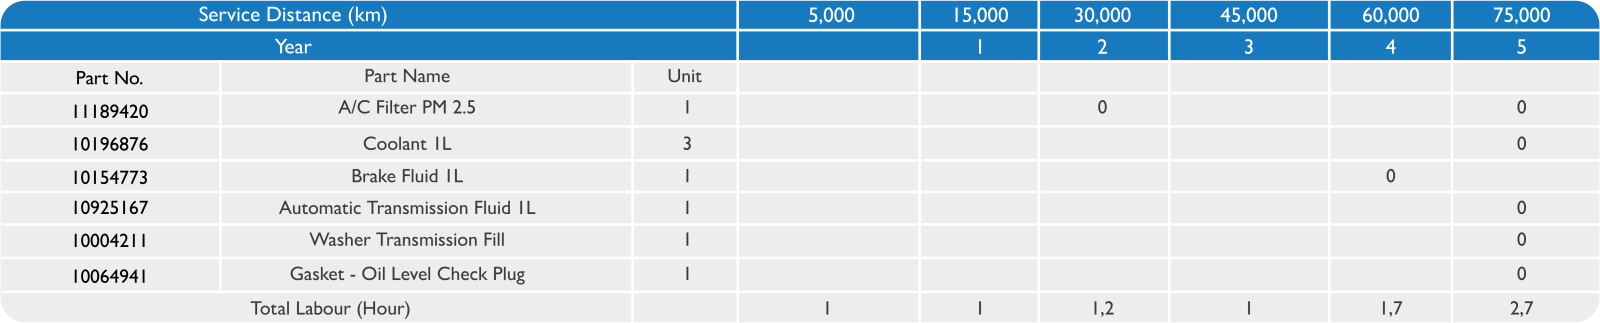 Service Distance (km) 5,000 15,000 30,000 45,000 60,000 75,000
Year 1 2 3 4 5
Part No. Part Name Unit
11189420 A/C Filter PM 2.5 1 0 0
10196876 Coolant 1L 3 0
10154773 Brake Fluid 1L 1 0
10925167 Automatic Transmission Fluid 1L 1 0
10004211 Washer Transmission Fill 1 0
10064941 Gasket - Oil Level Check Plug 1 0
Total Labour (Hour) 1 1 1,2 1 1,7 2,7